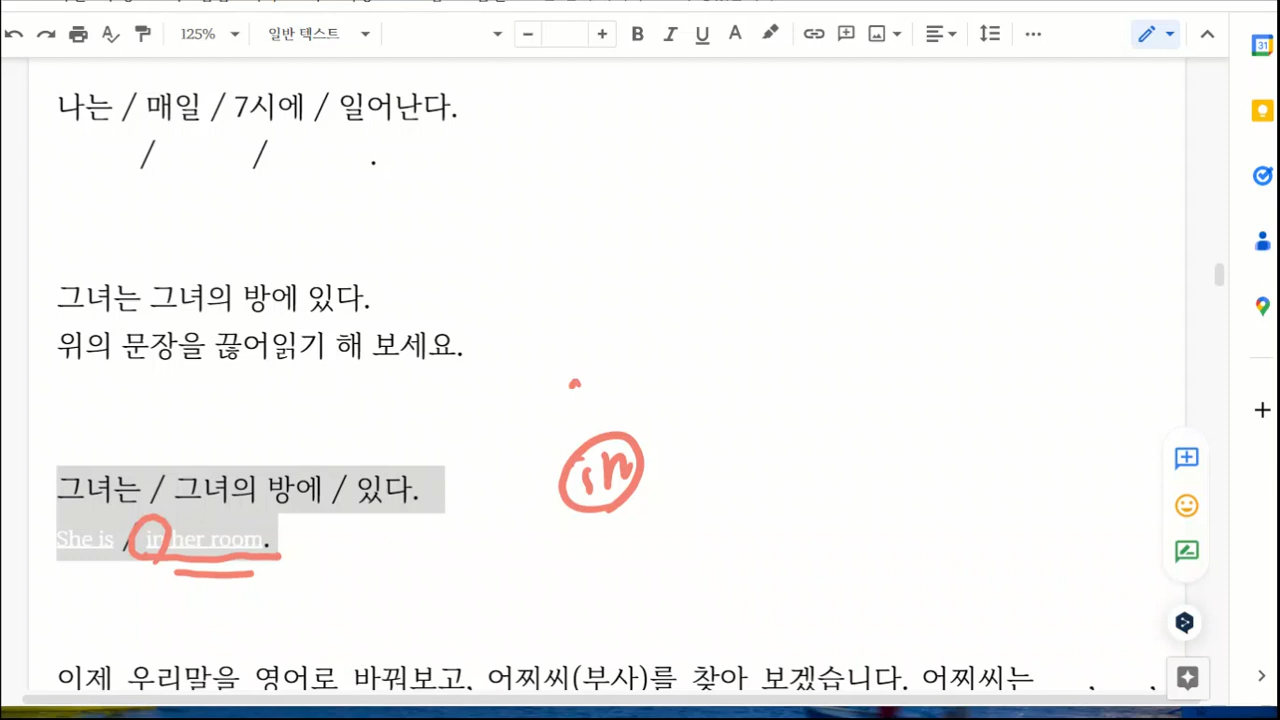 125% 일반 텍스트
31
나는 / 매일 / 7시에 / 일어난다.
/ / .
그녀는 그녀의 방에 있다.
위의 문장을 끊어읽기 해 보세요.
in
그녀는 / 그녀의 방에 / 있다.
She is / in her room.
이제 우리말을 영어로 바꿔보고, 어찌씨(부사)를 찾아 보겠습니다. 어찌씨는 , ,